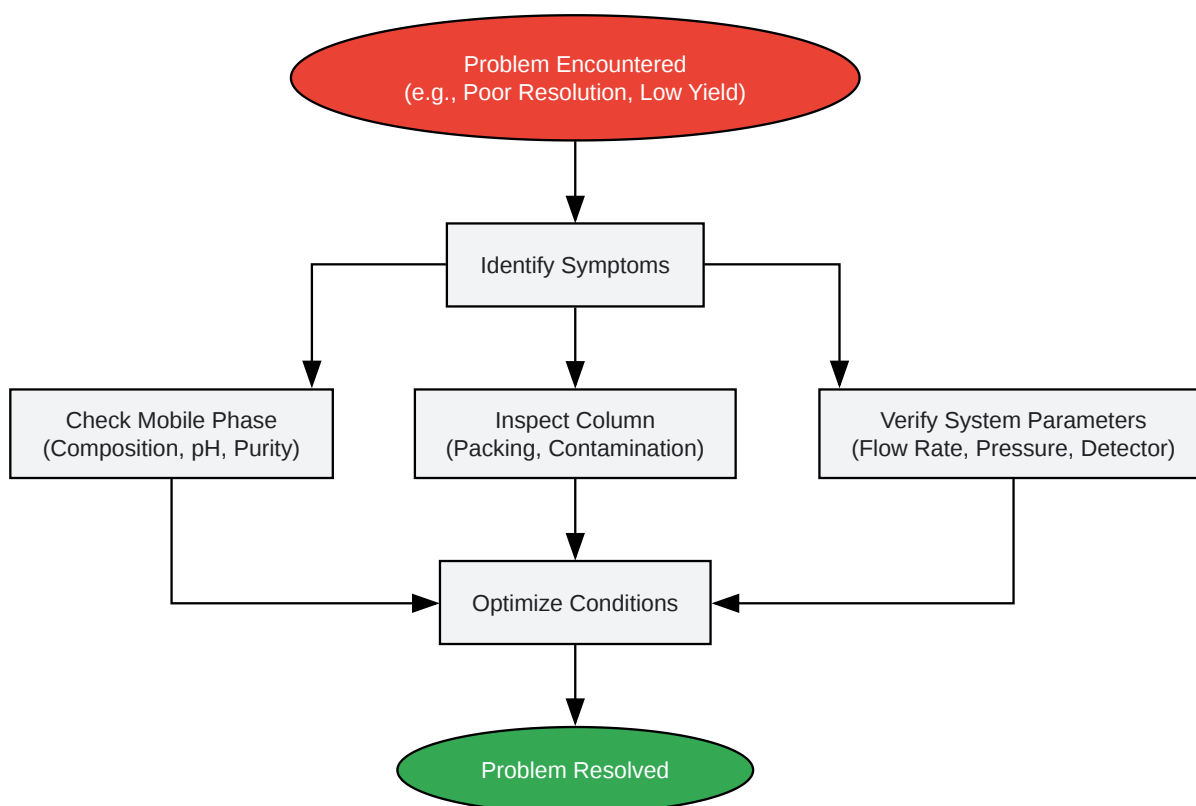 Problem Encountered
(e.g., Poor Resolution, Low Yield)
Identify Symptoms
Check Mobile Phase
(Composition, pH, Purity)
Inspect Column
(Packing, Contamination)
Verify System Parameters
(Flow Rate, Pressure, Detector)
Optimize Conditions
Problem Resolved